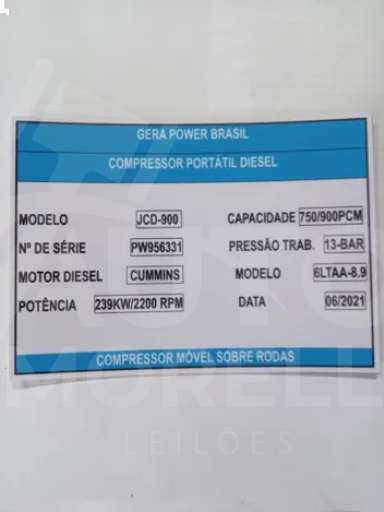 GERA POWER BRASIL
COMPRESSOR PORTÁTIL DIESEL
MODELO JCD-900 CAPACIDADE 750/900PCM
Nº DE SÉRIE PW956331 PRESSÃO TRAB. 13-BAR
MOTOR DIESEL CUMMINS MODELO 6LTAA-8.9
POTÊNCIA 239KW/2200 RPM DATA 06/2021
COMPRESSOR MÓVEL SOBRE RODAS
AUTO
MORELL
LEILÕES